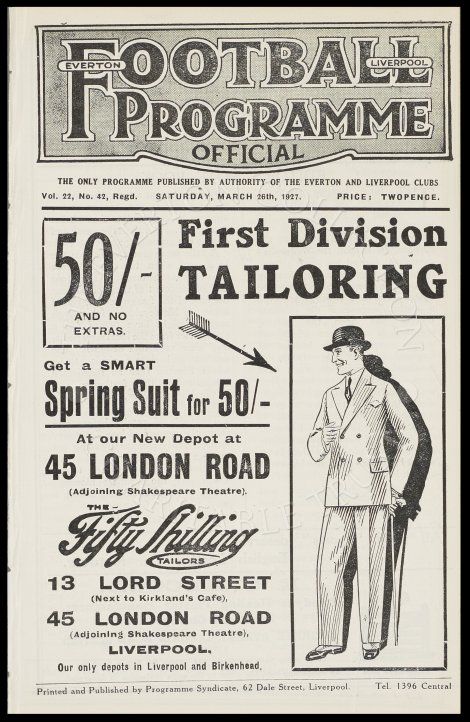 FOOTBALL
EVERTON LIVERPOOL
PROGRAMME
OFFICIAL
THE ONLY PROGRAMME PUBLISHED BY AUTHORITY OF THE EVERTON AND LIVERPOOL CLUBS
Vol. 22, No. 42, Regd. SATURDAY, MARCH 26th, 1927. PRICE: TWOPENCE.
50/-
AND NO
EXTRAS.
First Division
TAILORING
Get a SMART
Spring Suit for 50/-
At our New Depot at
45 LONDON ROAD
(Adjoining Shakespeare Theatre).
THE
Fifty Shilling
TAILORS
13 LORD STREET
(Next to Kirkland's Cafe),
45 LONDON ROAD
(Adjoining Shakespeare Theatre),
LIVERPOOL.
Our only depots in Liverpool and Birkenhead.
Printed and Published by Programme Syndicate, 62 Dale Street, Liverpool. Tel. 1396 Central